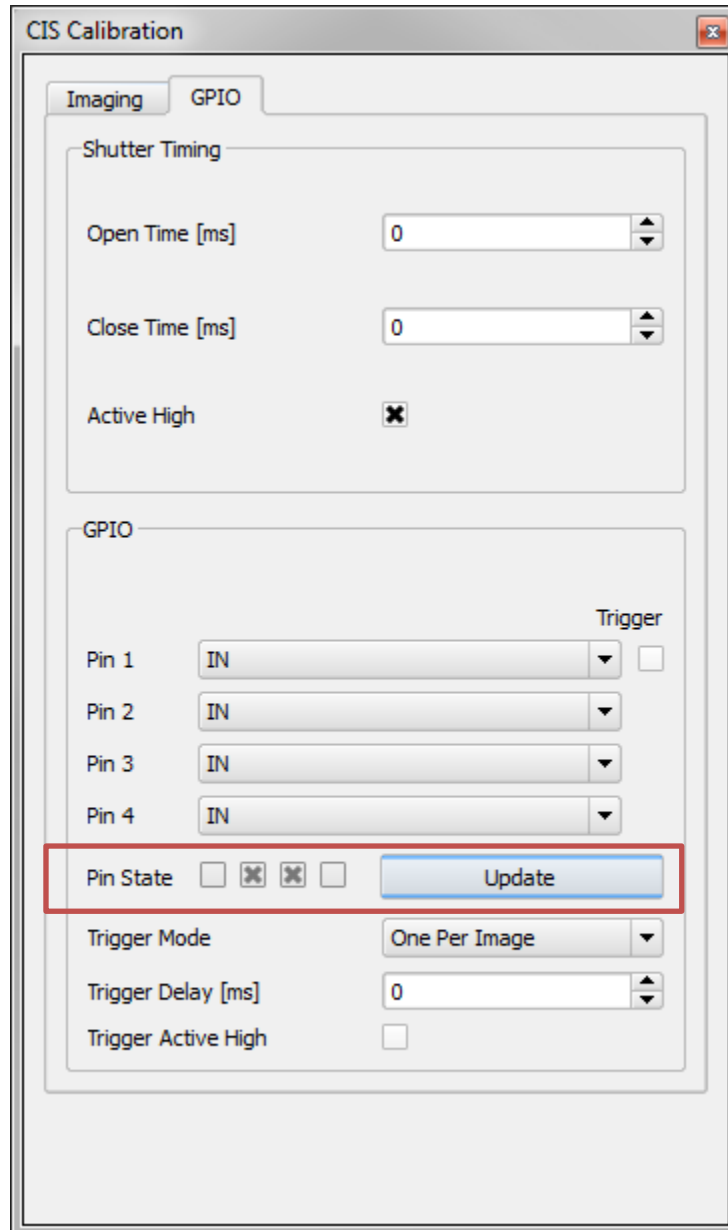 CIS Calibration
Imaging GPIO
Shutter Timing
Open Time [ms] 0
Close Time [ms] 0
Active High
GPIO
Trigger
Pin 1 IN
Pin 2 IN
Pin 3 IN
Pin 4 IN
Pin State Update
Trigger Mode One Per Image
Trigger Delay [ms] 0
Trigger Active High